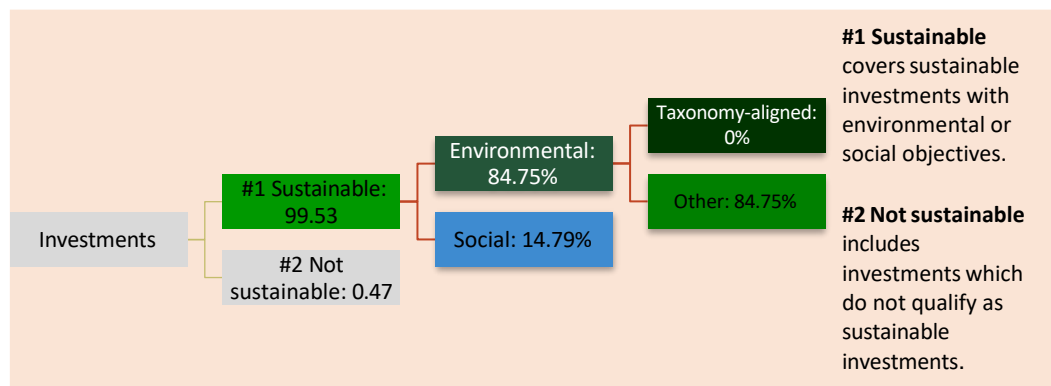 Investments
#1 Sustainable:
99.53
#2 Not
sustainable: 0.47
Environmental:
84.75%
Social: 14.79%
Taxonomy-aligned:
0%
Other: 84.75%
#1 Sustainable
covers sustainable
investments with
environmental or
social objectives.
#2 Not sustainable
includes
investments which
do not qualify as
sustainable
investments.